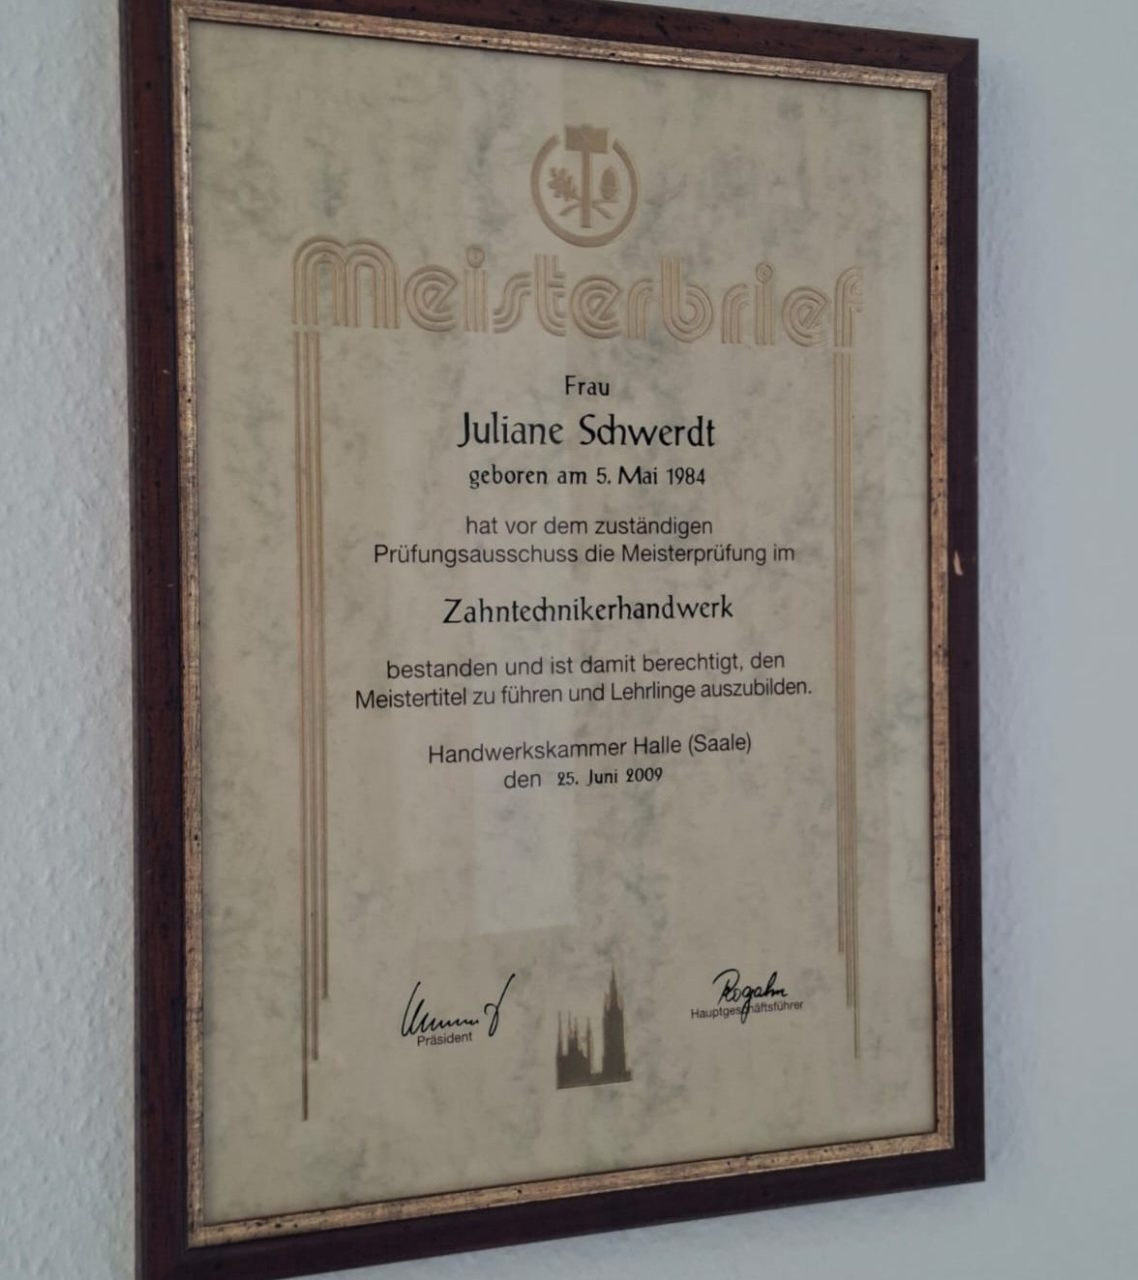 Meisterbrief
Frau
Juliane Schwerdt
geboren am 5. Mai 1984
hat vor dem zuständigen
Prüfungsausschuss die Meisterprüfung im
Zahntechnikerhandwerk
bestanden und ist damit berechtigt, den
Meistertitel zu führen und Lehrlinge auszubilden.
Handwerkskammer Halle (Saale)
den 25. Juni 2009
Präsident
Rogahn
Hauptgeschäftsführer